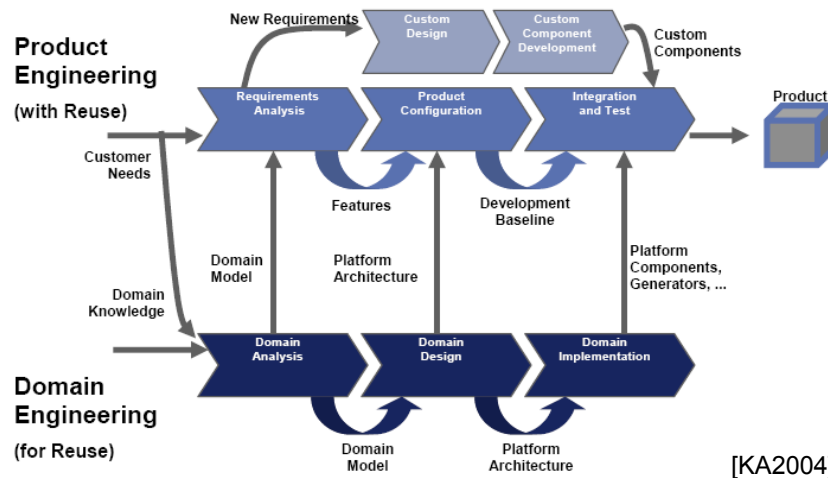 New Requirements
Custom
Design
Custom
Component
Development
Custom
Components
Product
Engineering
(with Reuse)
Requirements
Analysis
Product
Configuration
Integration
and Test
Product
Customer
Needs
Features
Development
Baseline
Domain
Model
Platform
Architecture
Platform
Components,
Generators, ...
Domain
Knowledge
Domain
Analysis
Domain
Design
Domain
Implementation
Domain
Engineering
(for Reuse)
Domain
Model
Platform
Architecture
[KA2004